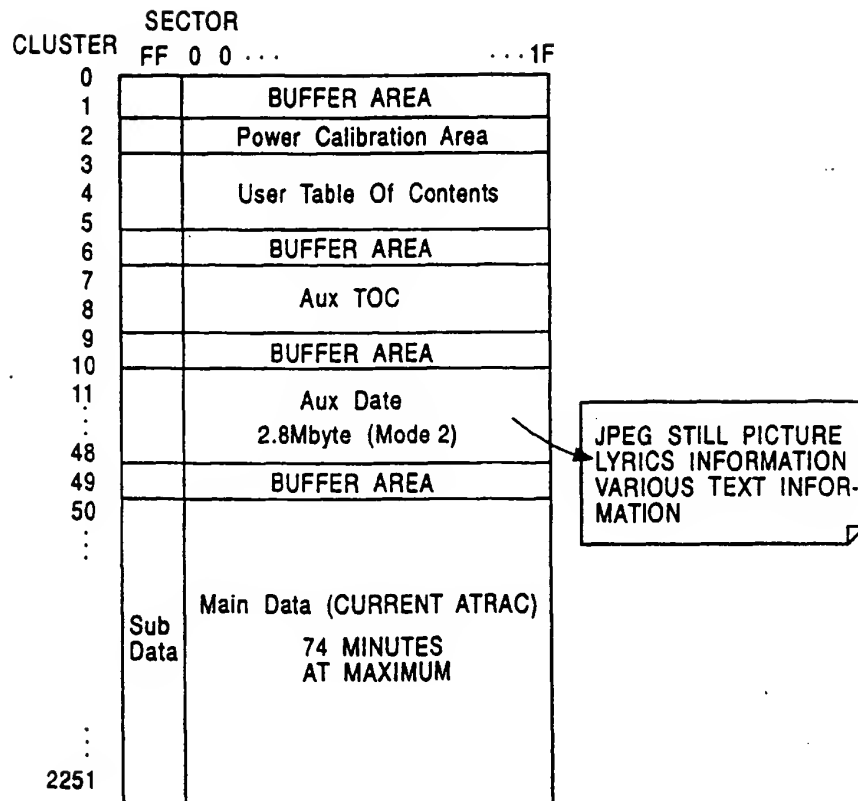 SECTOR
CLUSTER FF 0 0 ··· ···1F
0
1 BUFFER AREA
2 Power Calibration Area
3
4 User Table Of Contents
5
6 BUFFER AREA
7
8 Aux TOC
9
10 BUFFER AREA
11 Aux Date
: 2.8Mbyte (Mode 2)
48
49 BUFFER AREA
50
:
JPEG STILL PICTURE
LYRICS INFORMATION
VARIOUS TEXT INFOR-
MATION
Sub
Data
Main Data (CURRENT ATRAC)
74 MINUTES
AT MAXIMUM
:
2251